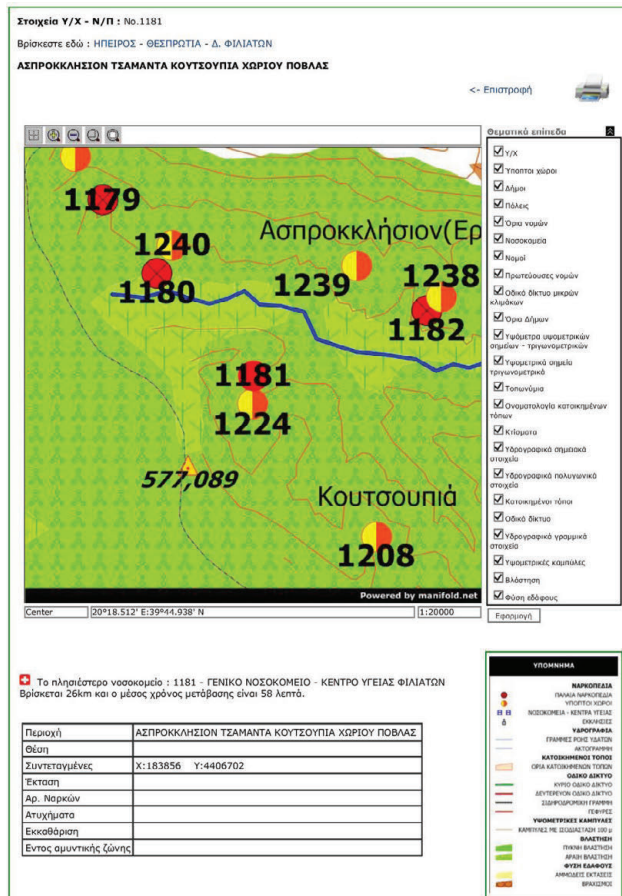 Στοιχεία Υ/Χ - Ν/Π : No.1181
Βρίσκεστε εδώ : ΗΠΕΙΡΟΣ - ΘΕΣΠΡΩΤΙΑ - Δ. ΦΙΛΙΑΤΩΝ
ΑΣΠΡΟΚΚΛΗΣΙΟΝ ΤΣΑΜΑΝΤΑ ΚΟΥΤΣΟΥΠΙΑ ΧΩΡΙΟΥ ΠΟΒΛΑΣ
<- Επιστροφή
1179
1240
Ασπροκκλήσιον(Ερ
1180
1239
1238
1182
1181
1224
577,089
Κουτσουπιά
1208
Powered by manifold.net
Center
20º18.512' E:39º44.938' N
1:20000
Θεματικά επίπεδα
Υ/Χ
Ύποπτοι χώροι
Δήμοι
Πόλεις
Όρια νομών
Νοσοκομεία
Νομοί
Πρωτεύουσες νομών
Οδικό δίκτυο μικρών
κλιμάκων
Όρια Δήμων
Υψόμετρα υψομετρικών
σημείων - τριγωνομετρικών
Υψομετρικά σημεία
τριγωνομετρικά
Τοπωνύμια
Ονοματολογία κατοικημένων
τόπων
Κτίσματα
Υδρογραφικά σημειακά
στοιχεία
Υδρογραφικά πολυγωνικά
στοιχεία
Κατοικημένοι τόποι
Οδικό δίκτυο
Υδρογραφικά γραμμικά
στοιχεία
Υψομετρικές καμπύλες
Βλάστηση
Φύση εδάφους
Εφαρμογή
Το πλησιέστερο νοσοκομείο : 1181 - ΓΕΝΙΚΟ ΝΟΣΟΚΟΜΕΙΟ - ΚΕΝΤΡΟ ΥΓΕΙΑΣ ΦΙΛΙΑΤΩΝ
Βρίσκεται 26km και ο μέσος χρόνος μετάβασης είναι 58 λεπτά.
Περιοχή ΑΣΠΡΟΚΚΛΗΣΙΟΝ ΤΣΑΜΑΝΤΑ ΚΟΥΤΣΟΥΠΙΑ ΧΩΡΙΟΥ ΠΟΒΛΑΣ
Θέση
Συντεταγμένες X:183856 Y:4406702
Έκταση
Αρ. Ναρκών
Ατυχήματα
Εκκαθάριση
Εντος αμυντικής ζώνης
ΥΠΟΜΝΗΜΑ
ΝΑΡΚΟΠΕΔΙΑ
ΠΑΛΑΙΑ ΝΑΡΚΟΠΕΔΙΑ
ΥΠΟΠΤΟΙ ΧΩΡΟΙ
ΝΟΣΟΚΟΜΕΙΑ - ΚΕΝΤΡΑ ΥΓΕΙΑΣ
ΕΚΚΛΗΣΙΕΣ
ΥΔΡΟΓΡΑΦΙΑ
ΓΡΑΜΜΕΣ ΡΟΗΣ ΥΔΑΤΩΝ
ΑΚΤΟΓΡΑΜΜΗ
ΚΑΤΟΙΚΗΜΕΝΟΙ ΤΟΠΟΙ
ΟΡΙΑ ΚΑΤΟΙΚΗΜΕΝΩΝ ΤΟΠΩΝ
ΟΔΙΚΟ ΔΙΚΤΥΟ
ΚΥΡΙΟ ΟΔΙΚΟ ΔΙΚΤΥΟ
ΔΕΥΤΕΡΕΥΟΝ ΟΔΙΚΟ ΔΙΚΤΥΟ
ΣΙΔΗΡΟΔΡΟΜΙΚΗ ΓΡΑΜΜΗ
ΓΕΦΥΡΕΣ
ΥΨΟΜΕΤΡΙΚΕΣ ΚΑΜΠΥΛΕΣ
ΚΑΜΠΥΛΕΣ ΜΕ ΙΣΟΔΙΑΣΤΑΣΗ 100 μ
ΒΛΑΣΤΗΣΗ
ΠΥΚΝΗ ΒΛΑΣΤΗΣΗ
ΑΡΑΙΗ ΒΛΑΣΤΗΣΗ
ΦΥΣΗ ΕΔΑΦΟΥΣ
ΑΜΜΩΔΕΙΣ ΕΚΤΑΣΕΙΣ
ΒΡΑΧΙΣΜΟΙ